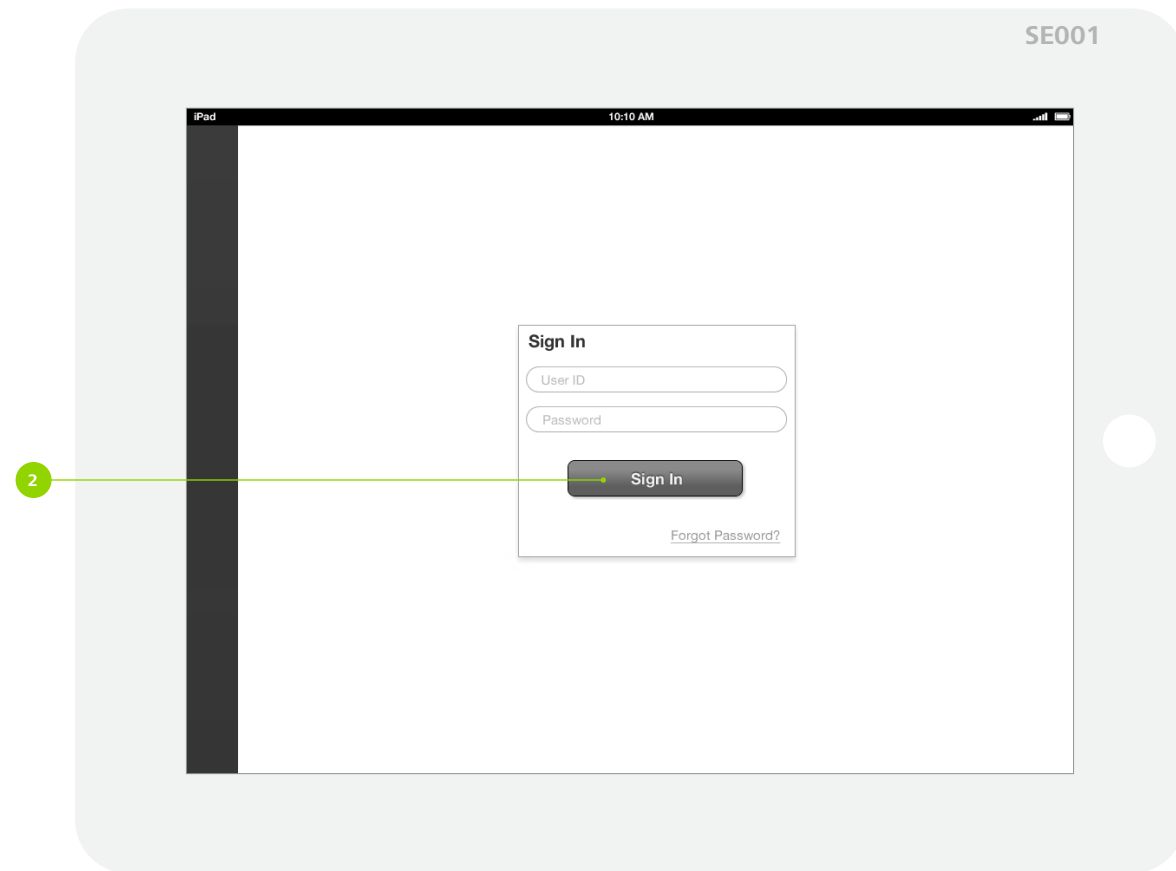 SE001
iPad 10:10 AM
Sign In
User ID
Password
2
Sign In
Forgot Password?